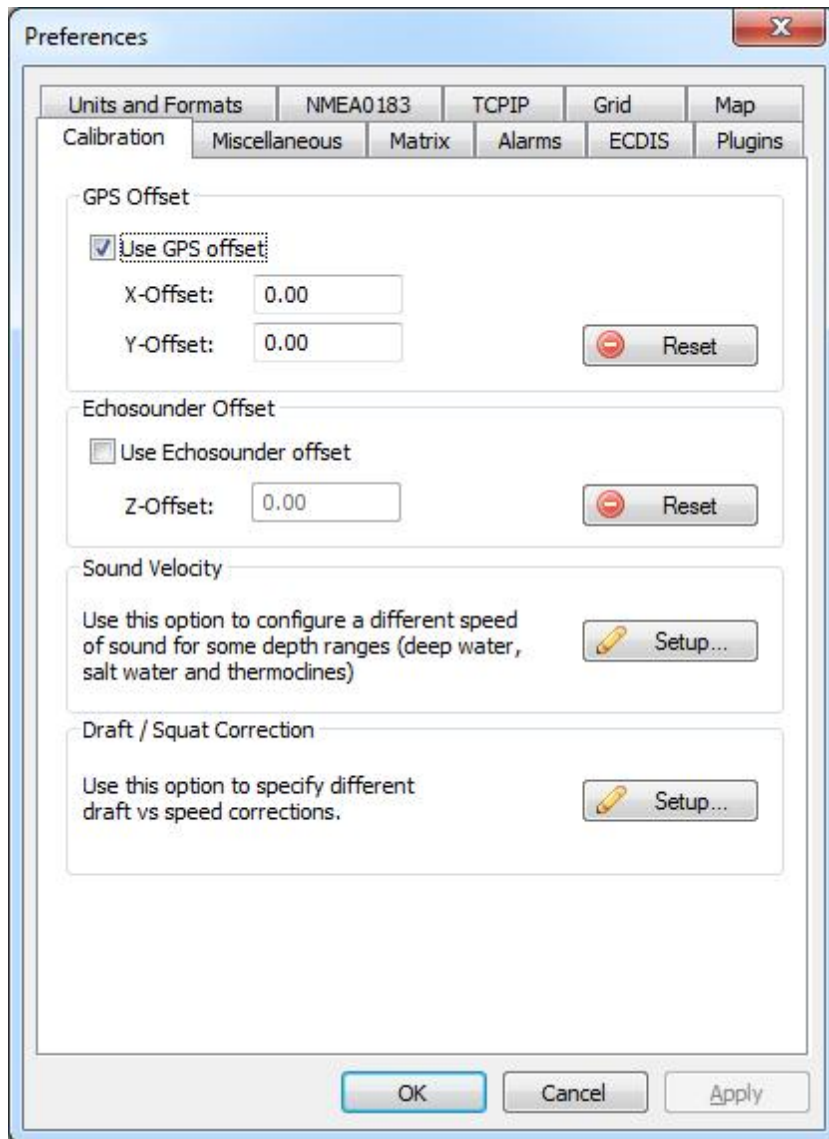 Preferences
Units and Formats NMEA0183 TCPIP Grid Map
Calibration Miscellaneous Matrix Alarms ECDIS Plugins
GPS Offset
Use GPS offset
X-Offset: 0.00
Y-Offset: 0.00 Reset
Echosounder Offset
Use Echosounder offset
Z-Offset: 0.00 Reset
Sound Velocity
Use this option to configure a different speed
of sound for some depth ranges (deep water,
salt water and thermoclines)
Setup...
Draft / Squat Correction
Use this option to specify different
draft vs speed corrections.
Setup...
OK Cancel Apply